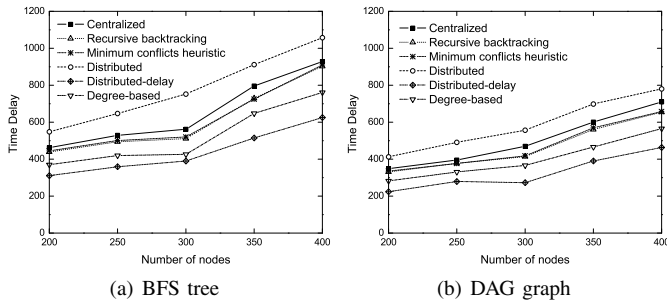 1200
1000
800
600
400
200
0
Time Delay
Centralized
Recursive backtracking
Minimum conflicts heuristic
Distributed
Distributed-delay
Degree-based
200 250 300 350 400
Number of nodes
(a) BFS tree
1200
1000
800
600
400
200
0
Time Delay
Centralized
Recursive backtracking
Minimum conflicts heuristic
Distributed
Distributed-delay
Degree-based
200 250 300 350 400
Number of nodes
(b) DAG graph